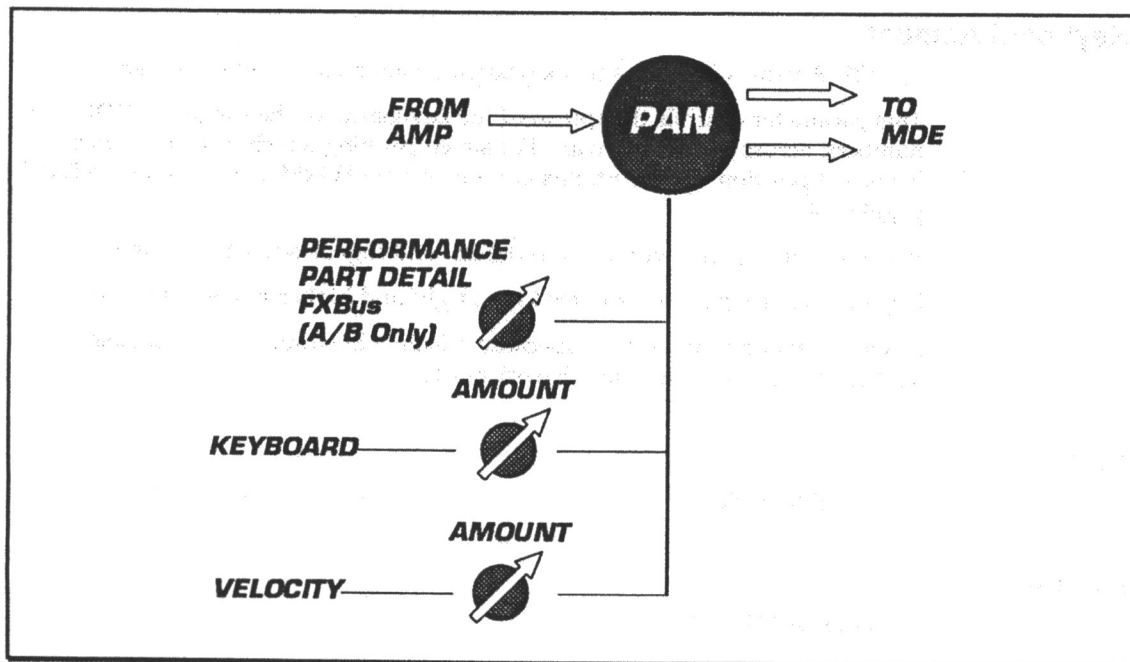 FROM
AMP
PAN
TO
MDE
PERFORMANCE
PART DETAIL
FXBus
(A/B Only)
AMOUNT
KEYBOARD
AMOUNT
VELOCITY